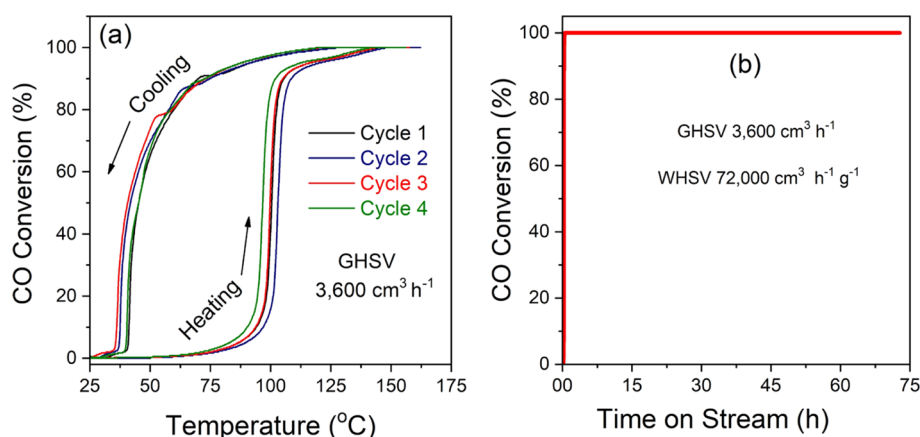 (a)
Cooling
Heating
Cycle 1
Cycle 2
Cycle 3
Cycle 4
GHSV
3,600 cm³ h⁻¹
CO Conversion (%)
100
80
60
40
20
0
25 50 75 100 125 150 175
Temperature (°C)
(b)
GHSV 3,600 cm³ h⁻¹
WHSV 72,000 cm³ h⁻¹ g⁻¹
CO Conversion (%)
100
80
60
40
20
0
00 15 30 45 60 75
Time on Stream (h)